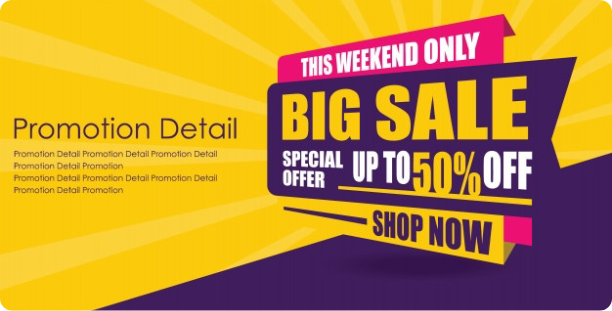 Promotion Detail
Promotion Detail Promotion Detail Promotion Detail
Promotion Detail Promotion
Promotion Detail Promotion Detail Promotion Detail
Promotion Detail Promotion
THIS WEEKEND ONLY
BIG SALE
SPECIAL OFFER UP TO 50% OFF
SHOP NOW